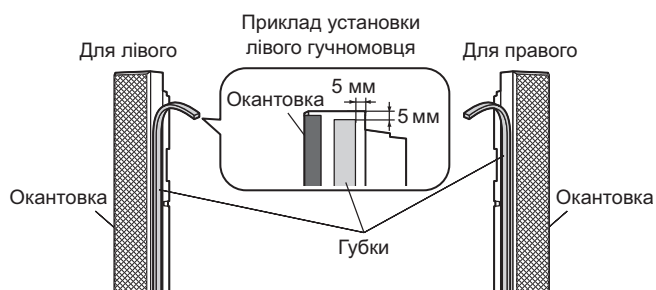 Приклад установки
лівого гучномовця
Для лівого
Для правого
5 мм
Окантовка
5 мм
Окантовка
Окантовка
Губки